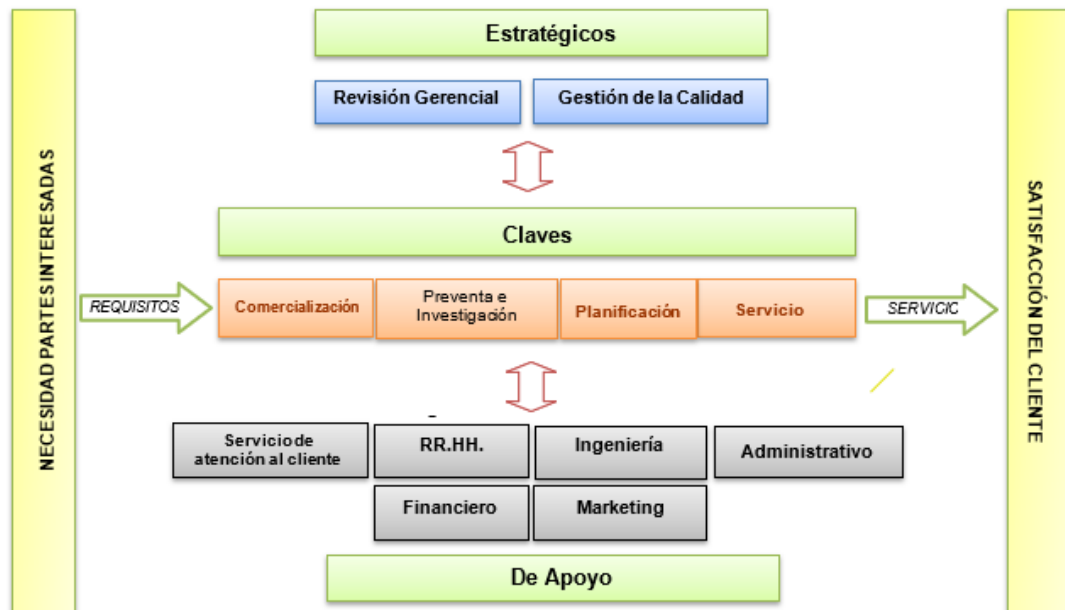 Estratégicos
Revisión Gerencial
Gestión de la Calidad
NECESIDAD PARTES INTERESADAS
Claves
REQUISITOS
Comercialización
Preventa e
Investigación
Planificación
Servicio
SERVICIC
SATISFACCIÓN DEL CLIENTE
Servicio de
atención al cliente
RR.HH.
Ingeniería
Administrativo
Financiero
Marketing
De Apoyo